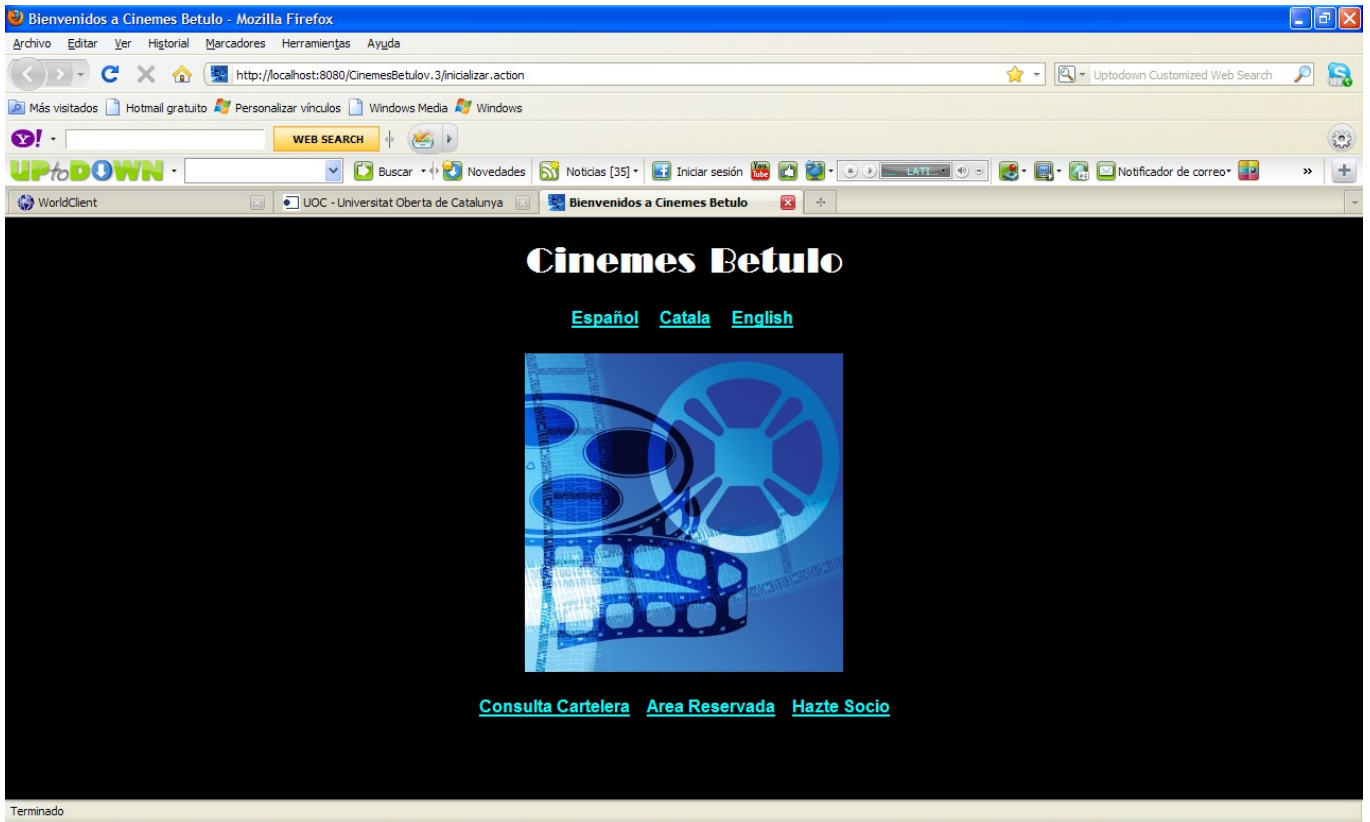 Bienvenidos a Cinemes Betulo - Mozilla Firefox
Archivo Editar Ver Historial Marcadores Herramientas Ayuda
http://localhost:8080/CinemesBetulov.3/inicializar.action
Uptodown Customized Web Search
Más visitados Hotmail gratuito Personalizar vínculos Windows Media Windows
Y! WEB SEARCH
UPtoDOWN Buscar Novedades Noticias [35] Iniciar sesión You Tube LATI Notificador de correo »
WorldClient UOC - Universitat Oberta de Catalunya Bienvenidos a Cinemes Betulo
Cinemes Betulo
Español Catala English
Consulta Cartelera Area Reservada Hazte Socio
Terminado